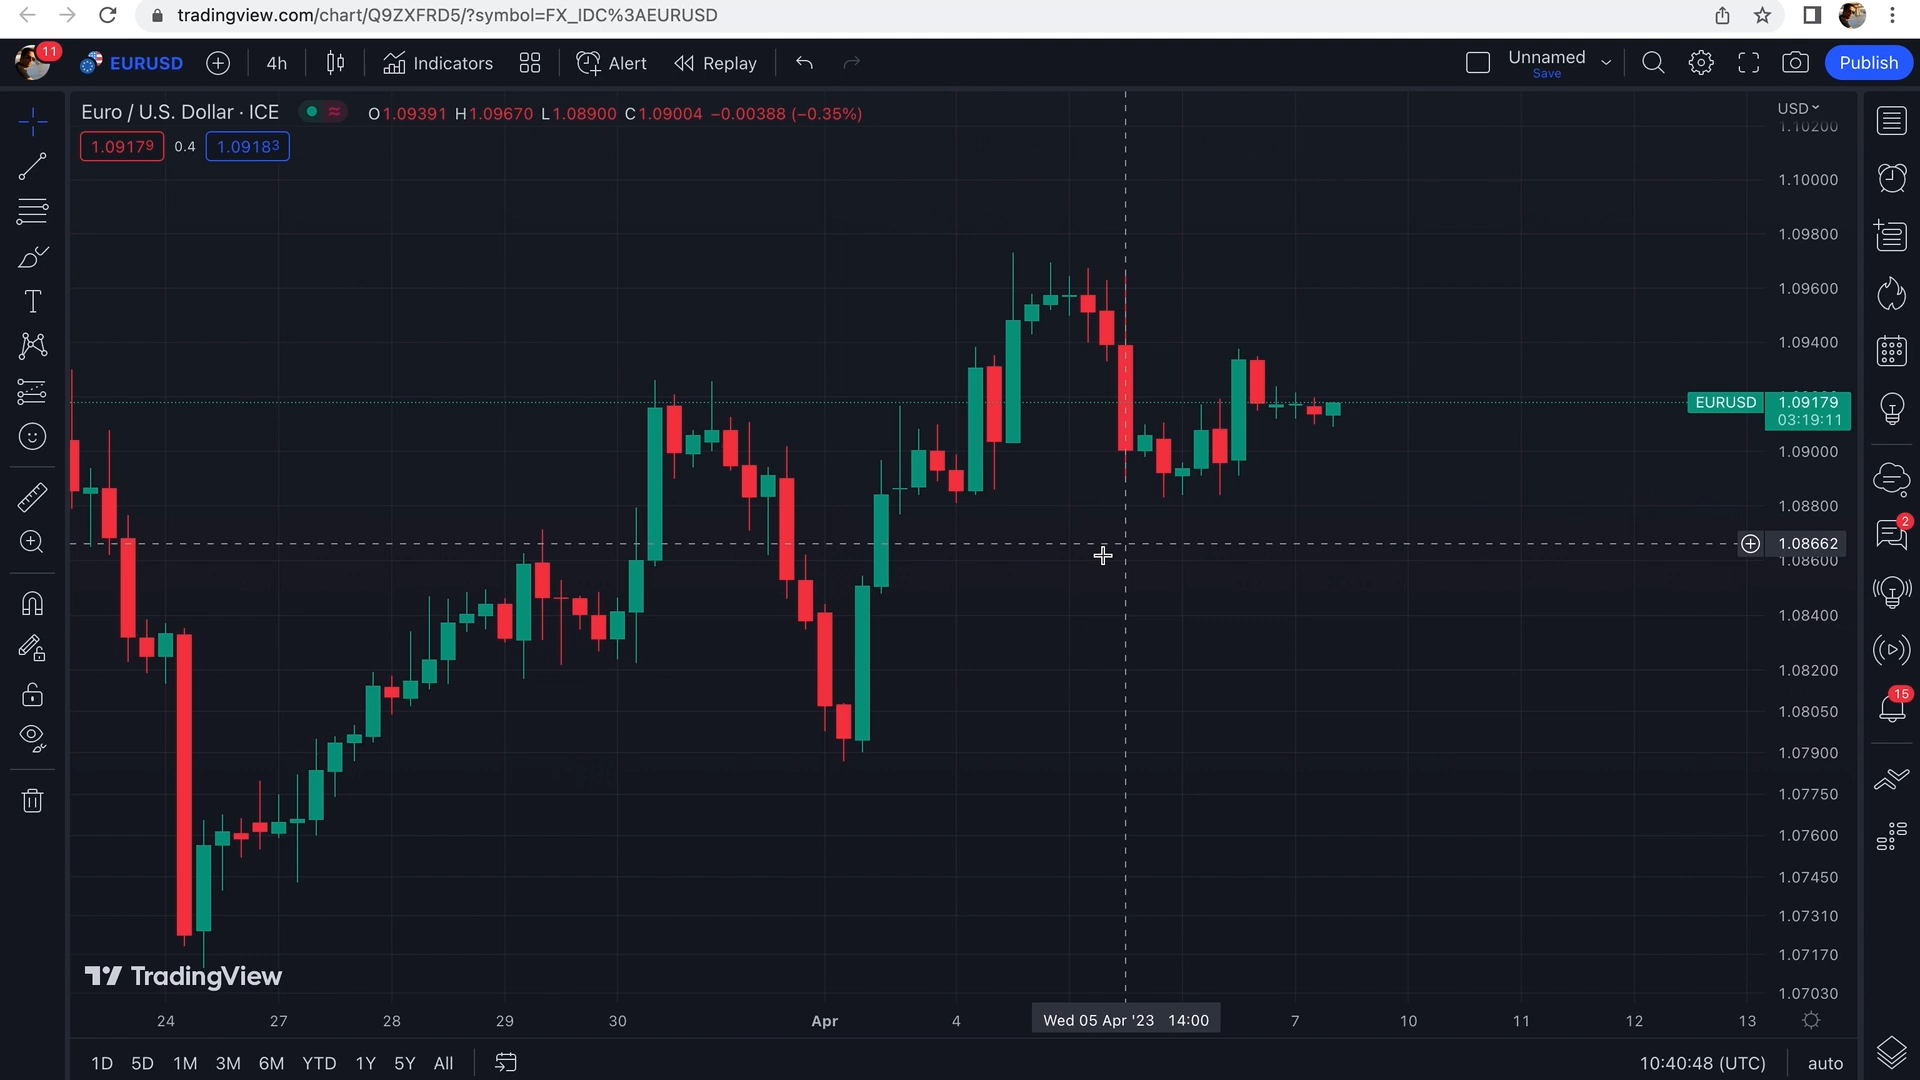 tradingview.com/chart/Q9ZXFRD5/?symbol=FX_IDC%3AEURUSD
11
EURUSD
4h
Indicators
Alert
Replay
Unnamed
Save
Publish
Euro / U.S. Dollar · ICE
O1.09391 H1.09670 L1.08900 C1.09004 −0.00388 (−0.35%)
1.09179
0.4
1.09183
USD
1.10200
1.10000
1.09800
1.09600
1.09400
EURUSD
1.09179
03:19:11
1.09000
1.08800
1.08662
1.08600
1.08400
1.08200
1.08050
1.07900
1.07750
1.07600
1.07450
1.07310
1.07170
1.07030
2
15
TradingView
24
27
28
29
30
Apr
4
Wed 05 Apr '23 14:00
7
10
11
12
13
1D
5D
1M
3M
6M
YTD
1Y
5Y
All
10:40:48 (UTC)
auto